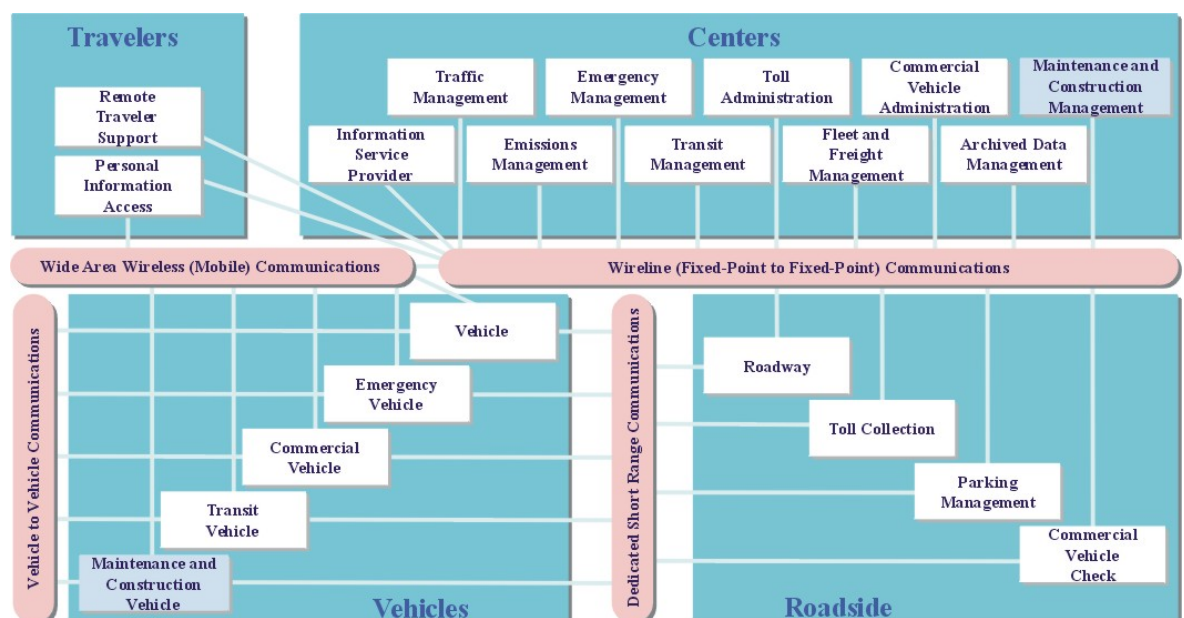 Travelers
Remote
Traveler
Support
Personal
Information
Access
Centers
Traffic
Management
Emergency
Management
Toll
Administration
Commercial
Vehicle
Administration
Maintenance and
Construction
Management
Information
Service
Provider
Emissions
Management
Transit
Management
Fleet and
Freight
Management
Archived Data
Management
Wide Area Wireless (Mobile) Communications
Wireline (Fixed-Point to Fixed-Point) Communications
Vehicle to Vehicle Communications
Vehicle
Emergency
Vehicle
Commercial
Vehicle
Transit
Vehicle
Maintenance and
Construction
Vehicle
Vehicles
Dedicated Short Range Communications
Roadway
Toll Collection
Parking
Management
Commercial
Vehicle
Check
Roadside